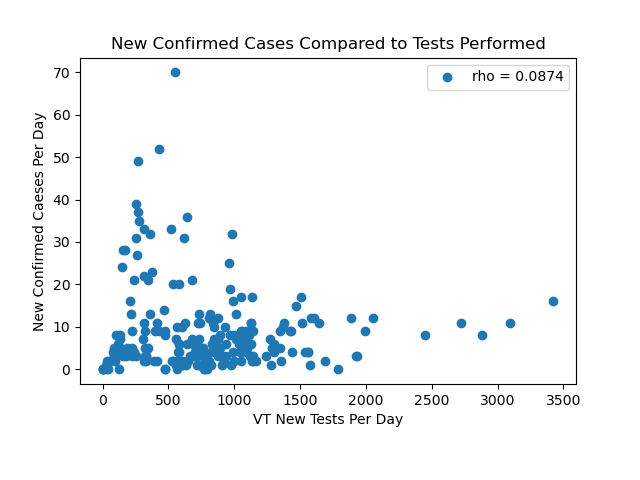 New Confirmed Cases Compared to Tests Performed
rho = 0.0874
New Confirmed Caeses Per Day
70
60
50
40
30
20
10
0
0 500 1000 1500 2000 2500 3000 3500
VT New Tests Per Day